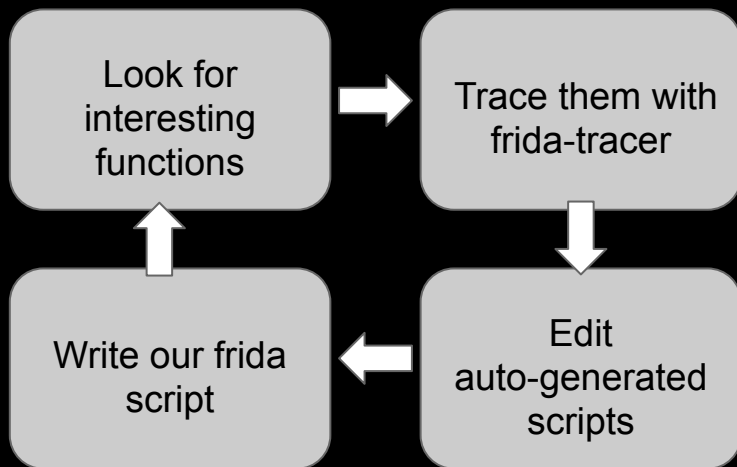 Look for
interesting
functions
Trace them with
frida-tracer
Edit
auto-generated
scripts
Write our frida
script